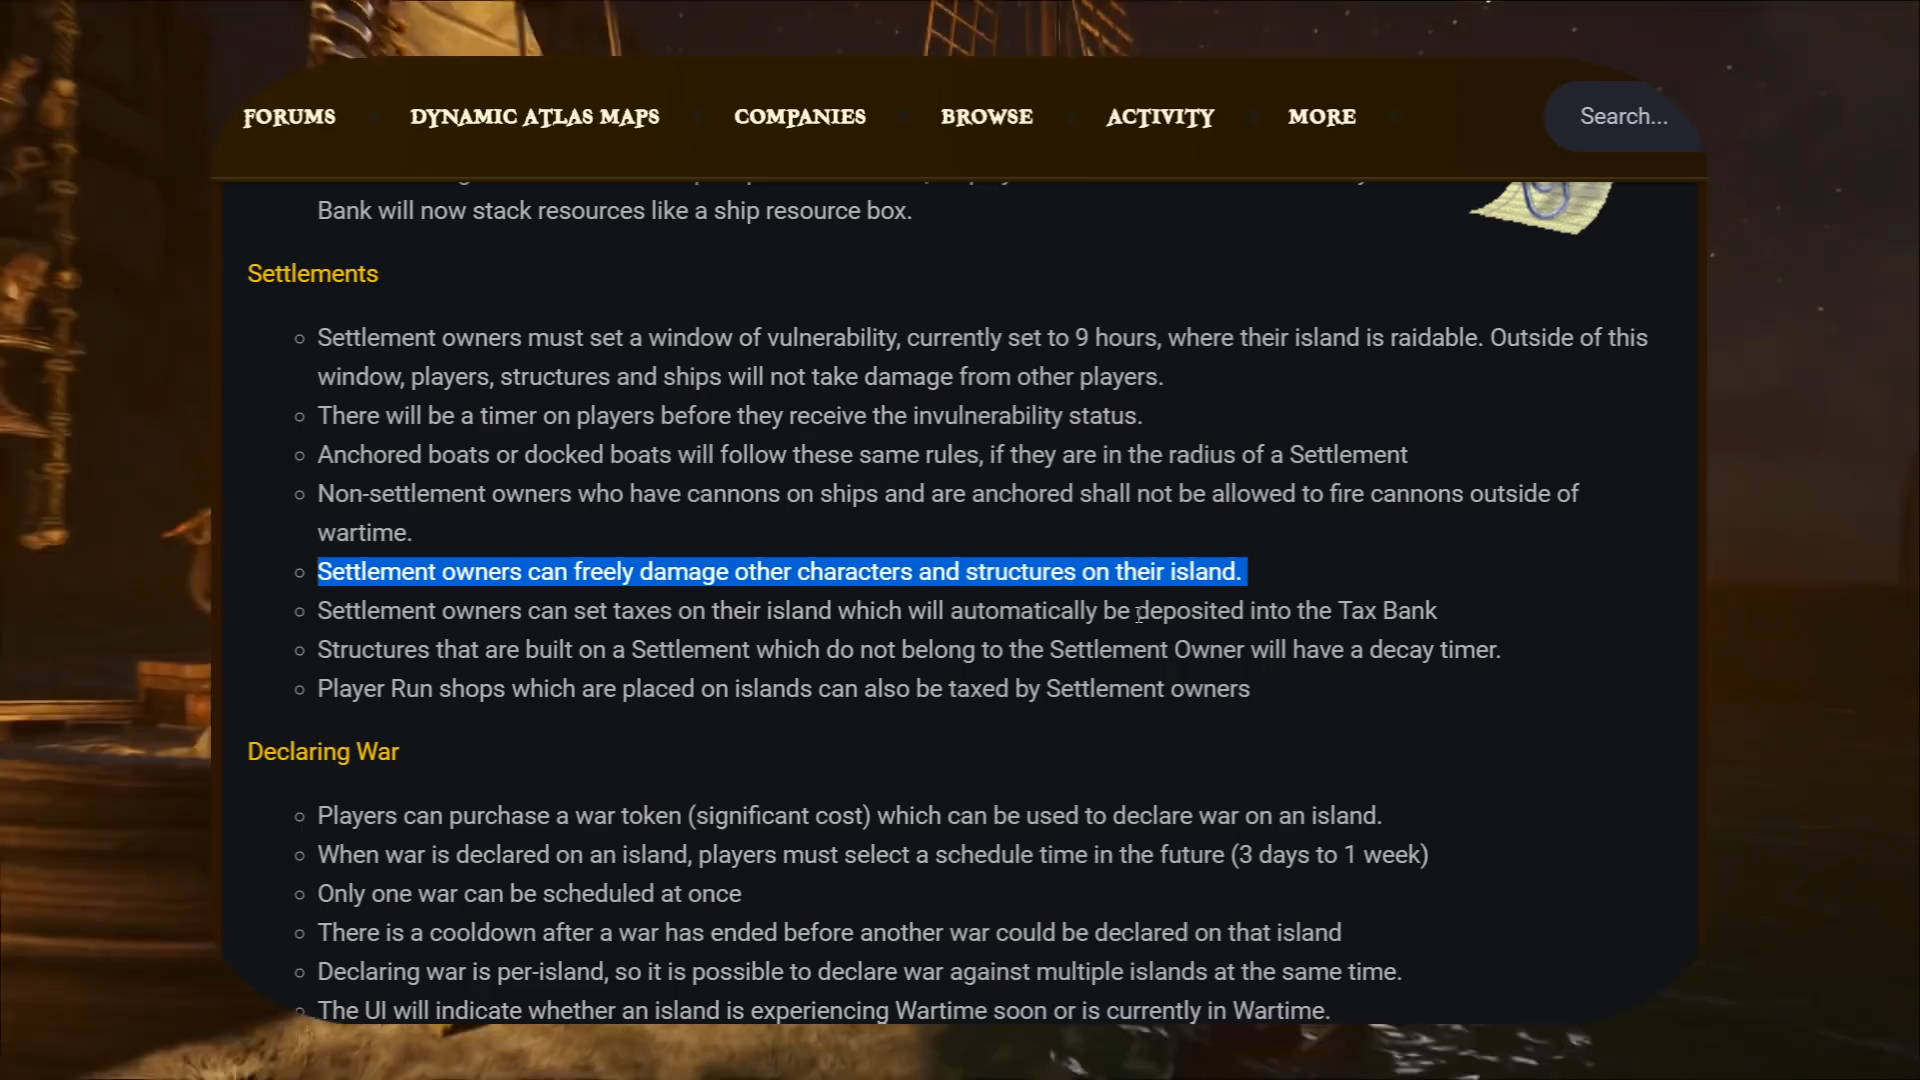 FORUMS DYNAMIC ATLAS MAPS COMPANIES BROWSE ACTIVITY MORE Search...
Bank will now stack resources like a ship resource box.
Settlements
Settlement owners must set a window of vulnerability, currently set to 9 hours, where their island is raidable. Outside of this
window, players, structures and ships will not take damage from other players.
There will be a timer on players before they receive the invulnerability status.
Anchored boats or docked boats will follow these same rules, if they are in the radius of a Settlement
Non-settlement owners who have cannons on ships and are anchored shall not be allowed to fire cannons outside of
wartime.
Settlement owners can freely damage other characters and structures on their island.
Settlement owners can set taxes on their island which will automatically be deposited into the Tax Bank
Structures that are built on a Settlement which do not belong to the Settlement Owner will have a decay timer.
Player Run shops which are placed on islands can also be taxed by Settlement owners
Declaring War
Players can purchase a war token (significant cost) which can be used to declare war on an island.
When war is declared on an island, players must select a schedule time in the future (3 days to 1 week)
Only one war can be scheduled at once
There is a cooldown after a war has ended before another war could be declared on that island
Declaring war is per-island, so it is possible to declare war against multiple islands at the same time.
The UI will indicate whether an island is experiencing Wartime soon or is currently in Wartime.